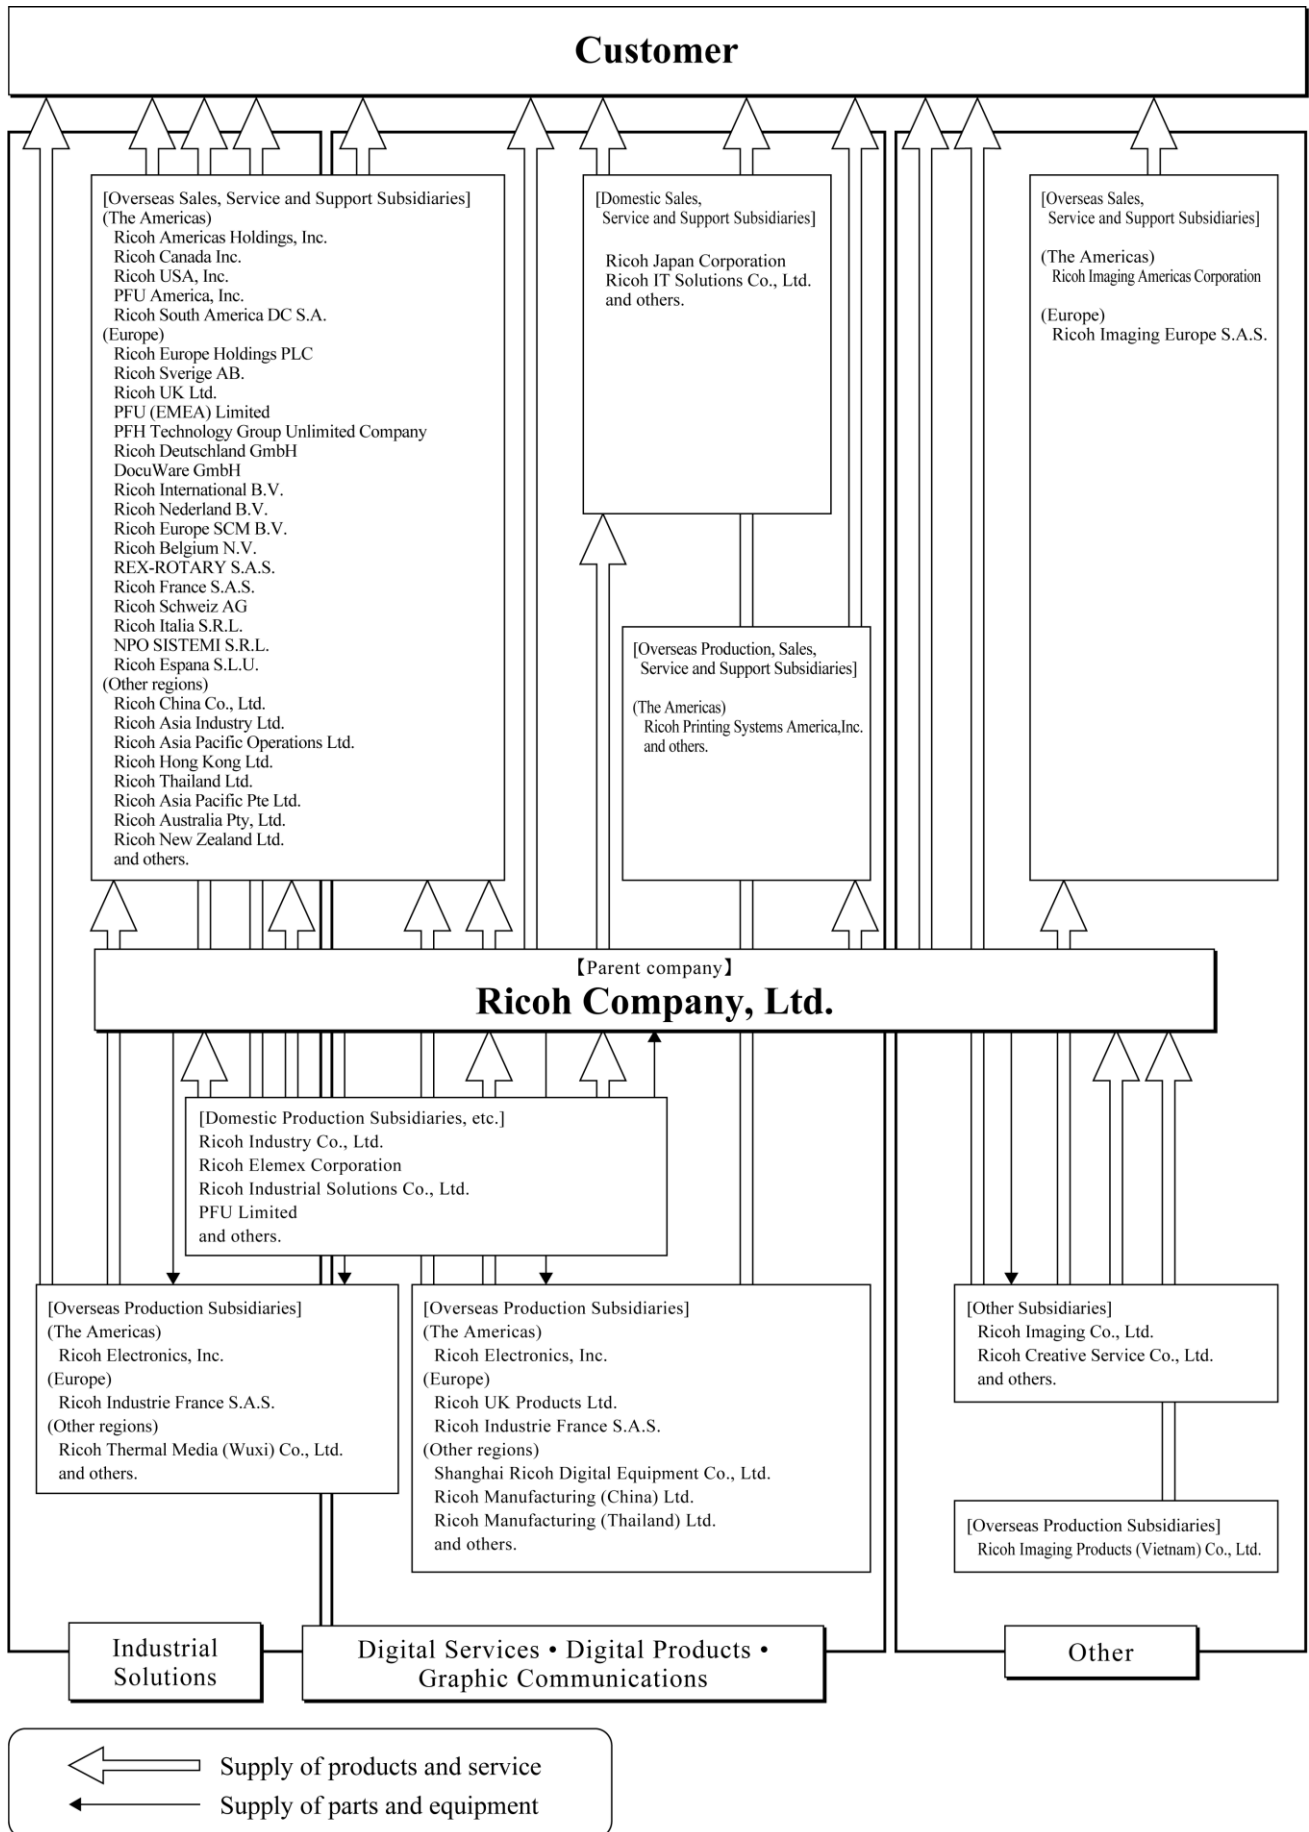 Customer
[Overseas Sales, Service and Support Subsidiaries]
(The Americas)
Ricoh Americas Holdings, Inc.
Ricoh Canada Inc.
Ricoh USA, Inc.
PFU America, Inc.
Ricoh South America DC S.A.
(Europe)
Ricoh Europe Holdings PLC
Ricoh Sverige AB.
Ricoh UK Ltd.
PFU (EMEA) Limited
PFH Technology Group Unlimited Company
Ricoh Deutschland GmbH
DocuWare GmbH
Ricoh International B.V.
Ricoh Nederland B.V.
Ricoh Europe SCM B.V.
Ricoh Belgium N.V.
REX-ROTARY S.A.S.
Ricoh France S.A.S.
Ricoh Schweiz AG
Ricoh Italia S.R.L.
NPO SISTEMI S.R.L.
Ricoh Espana S.L.U.
(Other regions)
Ricoh China Co., Ltd.
Ricoh Asia Industry Ltd.
Ricoh Asia Pacific Operations Ltd.
Ricoh Hong Kong Ltd.
Ricoh Thailand Ltd.
Ricoh Asia Pacific Pte Ltd.
Ricoh Australia Pty, Ltd.
Ricoh New Zealand Ltd.
and others.
[Domestic Sales,
Service and Support Subsidiaries]
Ricoh Japan Corporation
Ricoh IT Solutions Co., Ltd.
and others.
[Overseas Production, Sales,
Service and Support Subsidiaries]
(The Americas)
Ricoh Printing Systems America,Inc.
and others.
[Overseas Sales,
Service and Support Subsidiaries]
(The Americas)
Ricoh Imaging Americas Corporation
(Europe)
Ricoh Imaging Europe S.A.S.
【Parent company】
Ricoh Company, Ltd.
[Domestic Production Subsidiaries, etc.]
Ricoh Industry Co., Ltd.
Ricoh Elemex Corporation
Ricoh Industrial Solutions Co., Ltd.
PFU Limited
and others.
[Overseas Production Subsidiaries]
(The Americas)
Ricoh Electronics, Inc.
(Europe)
Ricoh Industrie France S.A.S.
(Other regions)
Ricoh Thermal Media (Wuxi) Co., Ltd.
and others.
[Overseas Production Subsidiaries]
(The Americas)
Ricoh Electronics, Inc.
(Europe)
Ricoh UK Products Ltd.
Ricoh Industrie France S.A.S.
(Other regions)
Shanghai Ricoh Digital Equipment Co., Ltd.
Ricoh Manufacturing (China) Ltd.
Ricoh Manufacturing (Thailand) Ltd.
and others.
[Other Subsidiaries]
Ricoh Imaging Co., Ltd.
Ricoh Creative Service Co., Ltd.
and others.
[Overseas Production Subsidiaries]
Ricoh Imaging Products (Vietnam) Co., Ltd.
Industrial
Solutions
Digital Services • Digital Products •
Graphic Communications
Other
Supply of products and service
Supply of parts and equipment